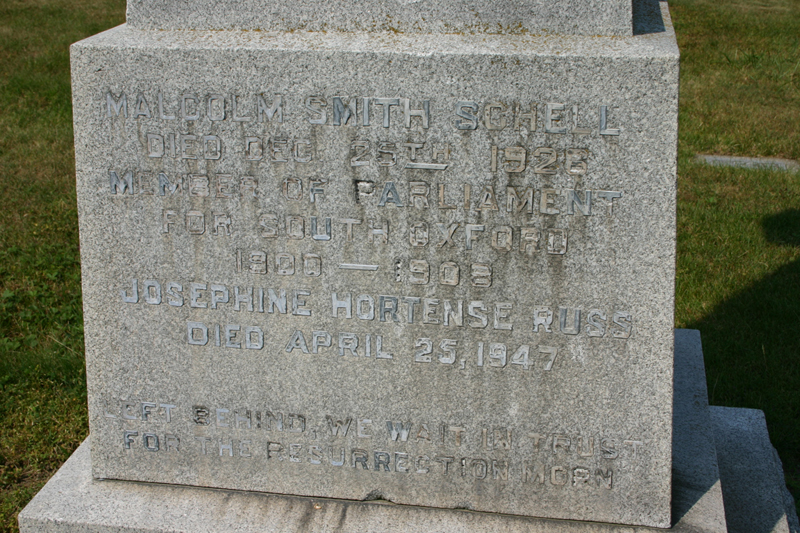 MALCOLM SMITH SCHELL
DIED DEC. 25TH 1926
MEMBER OF PARLIAMENT
FOR SOUTH OXFORD
1900 — 1908
JOSEPHINE HORTENSE RUSS
DIED APRIL 25, 1947
LEFT BEHIND, WE WAIT IN TRUST
FOR THE RESURRECTION MORN